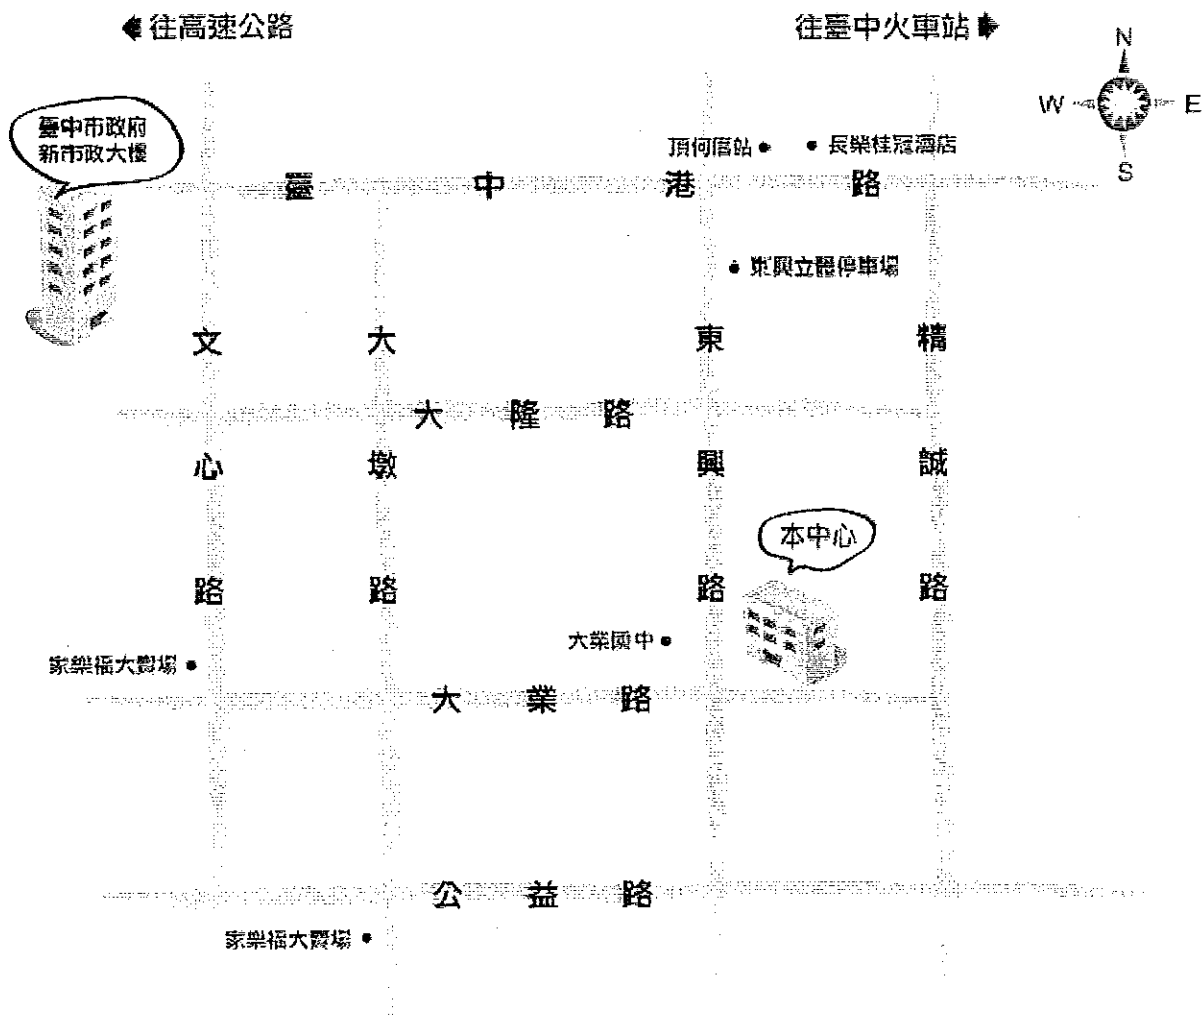 往高速公路
往臺中火車站
N
W
E
S
臺中市政府
新市政大樓
頂何厝站
長榮桂冠酒店
臺中港路
東興立體停車場
文心路
大墩路
東興路
精誠路
大隆路
本中心
大業國中
家樂福大賣場
大業路
公益路
家樂福大賣場